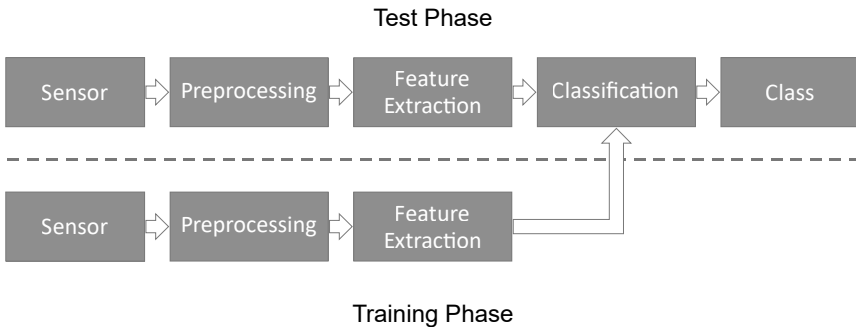 Test Phase
Sensor
Preprocessing
Feature
Extraction
Classification
Class
Sensor
Preprocessing
Feature
Extraction
Training Phase